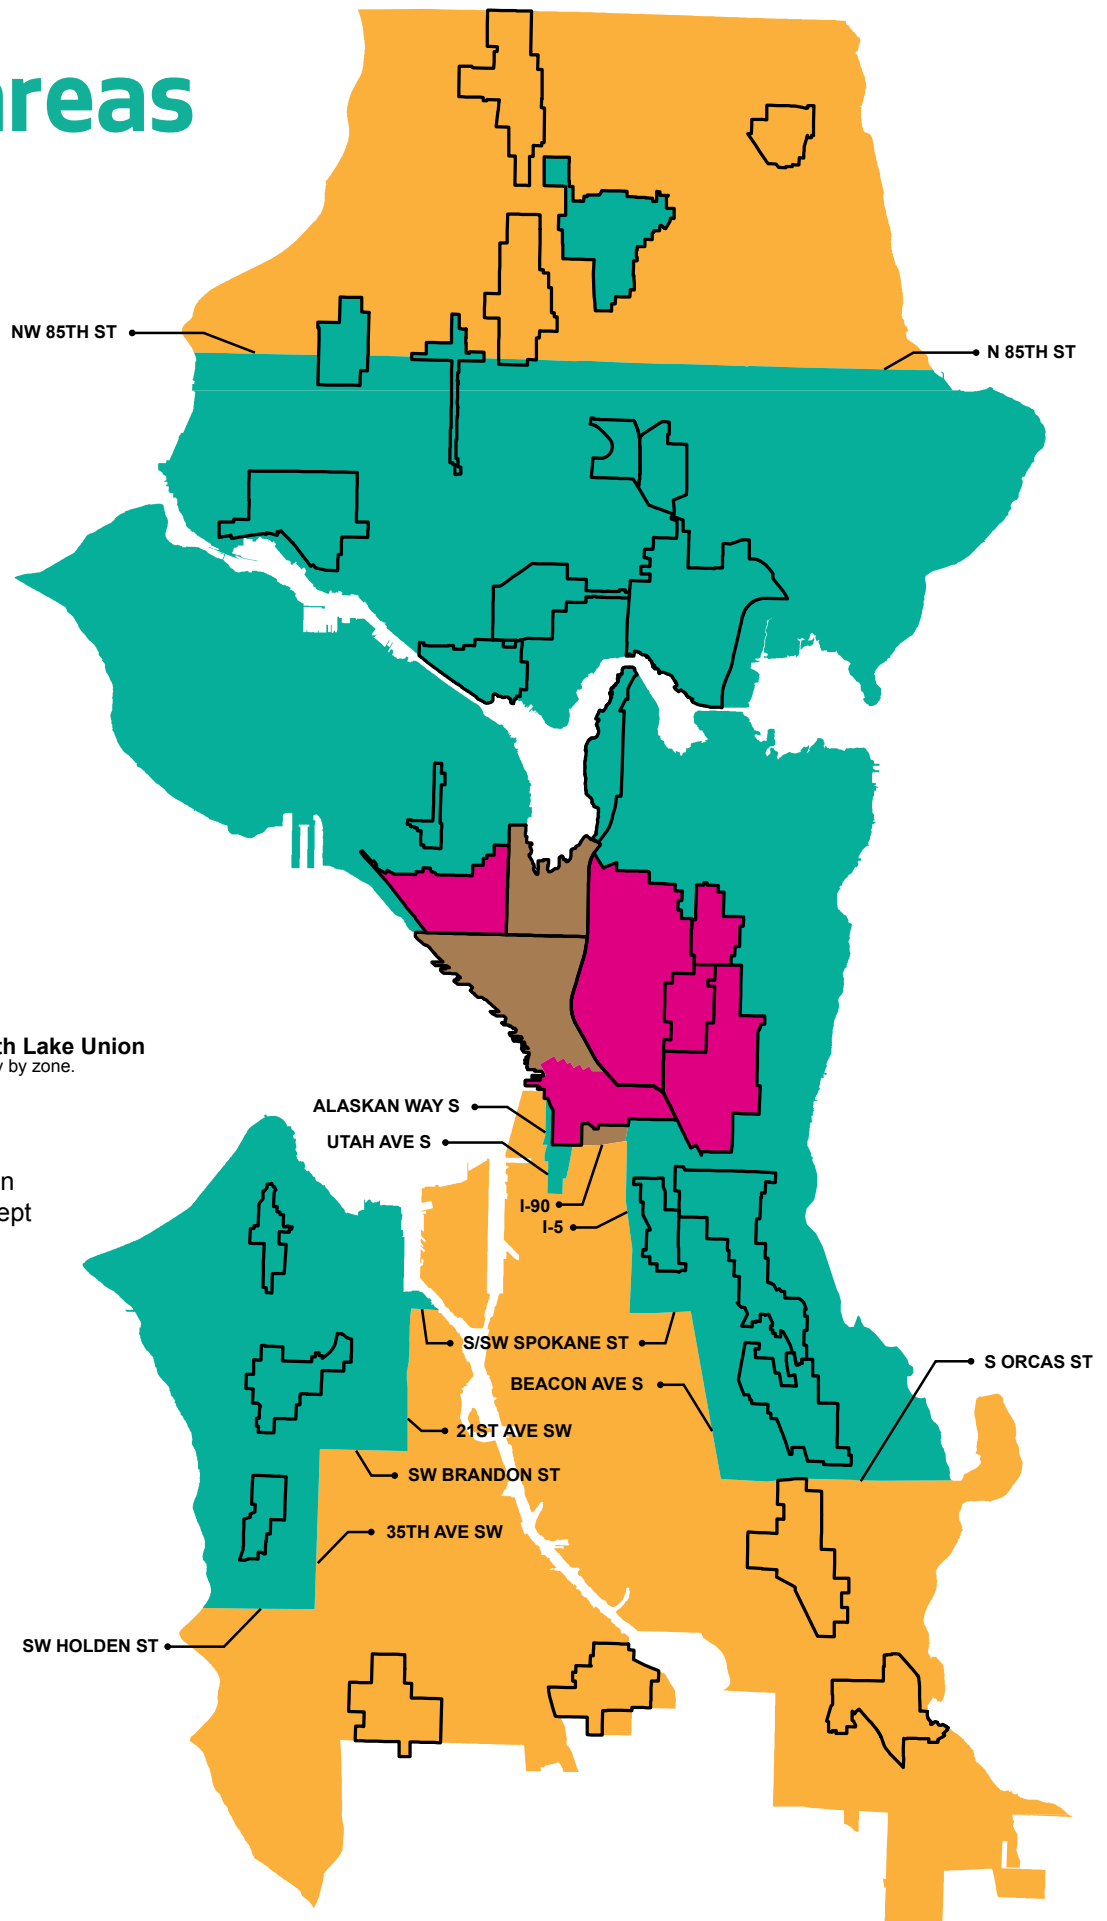 areas
NW 85TH ST
N 85TH ST
th Lake Union
y by zone.
ALASKAN WAY S
UTAH AVE S
n
ept
I-90
I-5
S/SW SPOKANE ST
S ORCAS ST
BEACON AVE S
21ST AVE SW
SW BRANDON ST
35TH AVE SW
SW HOLDEN ST